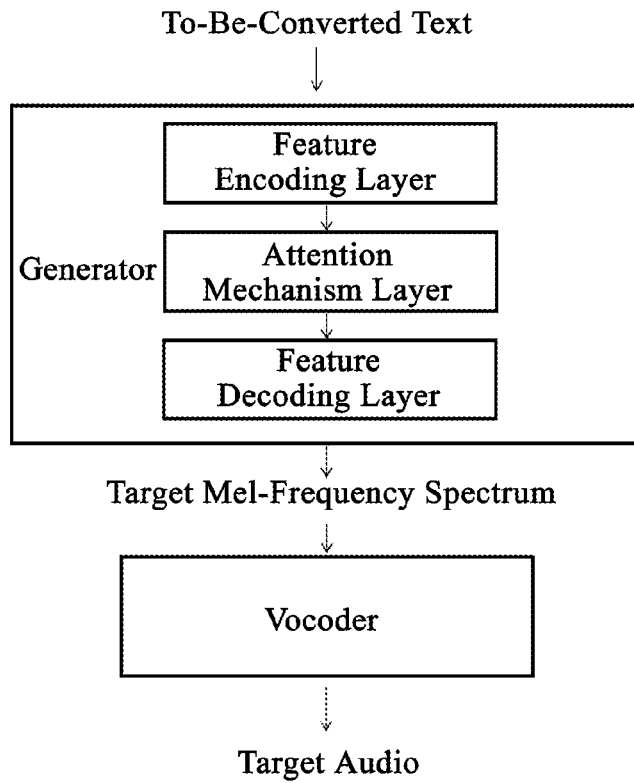 To-Be-Converted Text
Feature
Encoding Layer
Generator
Attention
Mechanism Layer
Feature
Decoding Layer
Target Mel-Frequency Spectrum
Vocoder
Target Audio